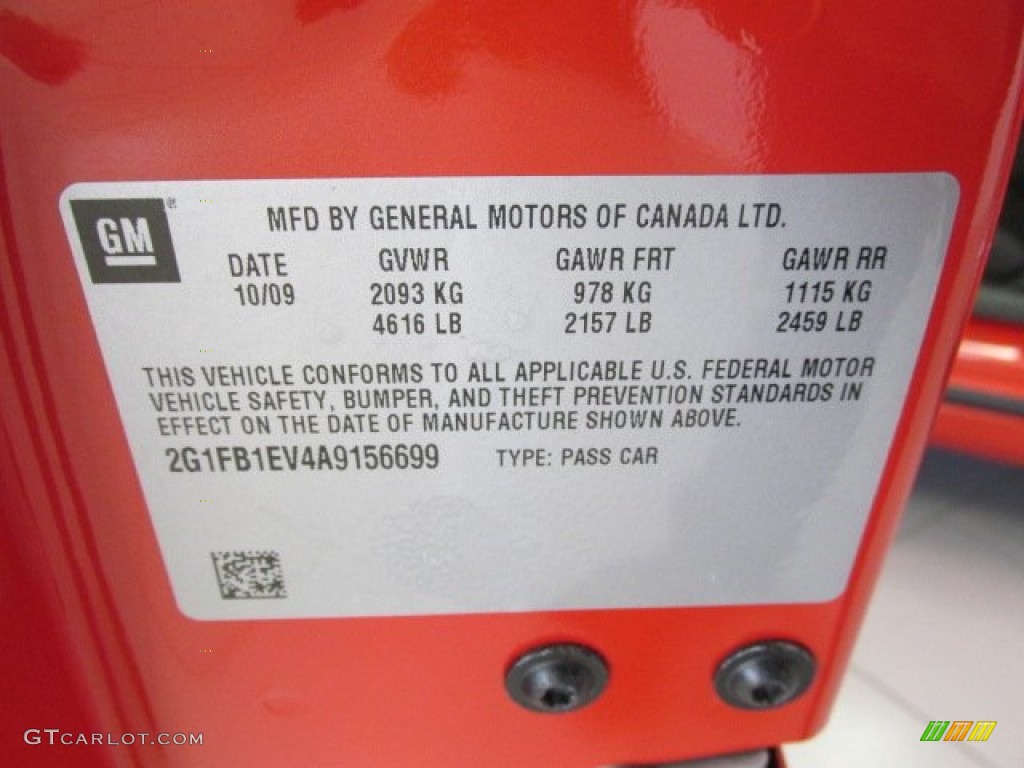 GM®
MFD BY GENERAL MOTORS OF CANADA LTD.
DATE GVWR GAWR FRT GAWR RR
10/09 2093 KG 978 KG 1115 KG
4616 LB 2157 LB 2459 LB
THIS VEHICLE CONFORMS TO ALL APPLICABLE U.S. FEDERAL MOTOR
VEHICLE SAFETY, BUMPER, AND THEFT PREVENTION STANDARDS IN
EFFECT ON THE DATE OF MANUFACTURE SHOWN ABOVE.
2G1FB1EV4A9156699 TYPE: PASS CAR
GTCARLOT.COM